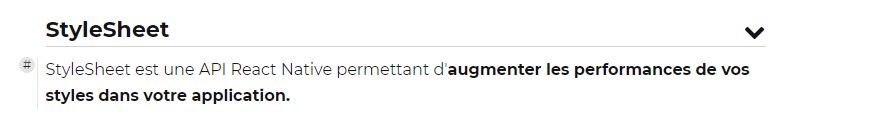 StyleSheet
# StyleSheet est une API React Native permettant d'augmenter les performances de vos
styles dans votre application.